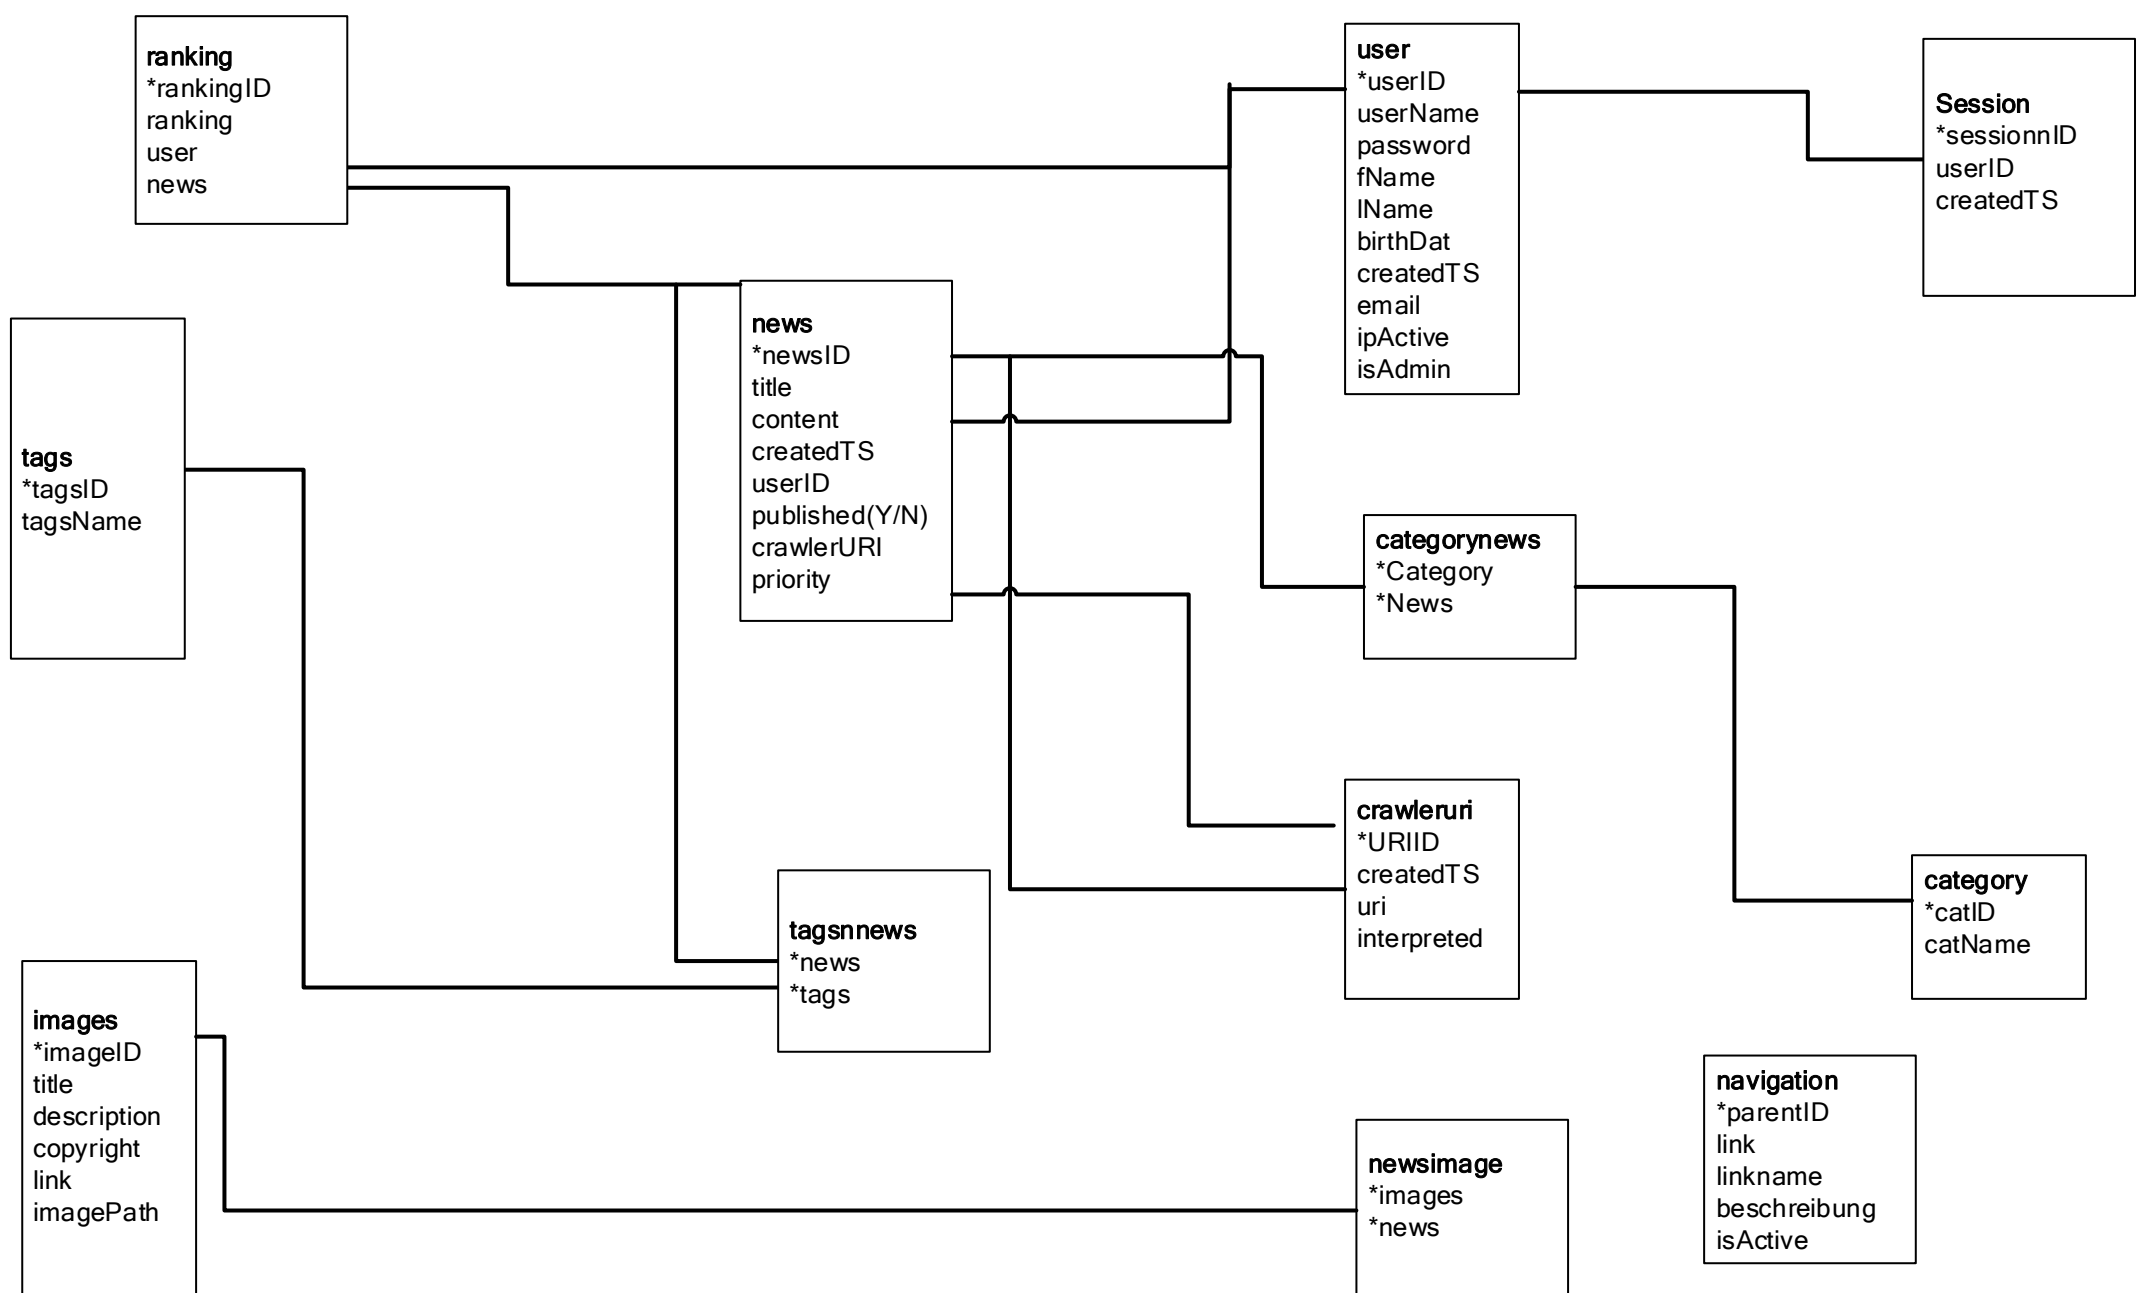 ranking
*rankingID
ranking
user
news
user
*userID
userName
password
fName
lName
birthDat
createdTS
email
ipActive
isAdmin
Session
*sessionnID
userID
createdTS
news
*newsID
title
content
createdTS
userID
published(Y/N)
crawlerURI
priority
tags
*tagsID
tagsName
categorynews
*Category
*News
crawleruri
*URIID
createdTS
uri
interpreted
category
*catID
catName
tagsnnews
*news
*tags
images
*imageID
title
description
copyright
link
imagePath
newsimage
*images
*news
navigation
*parentID
link
linkname
beschreibung
isActive